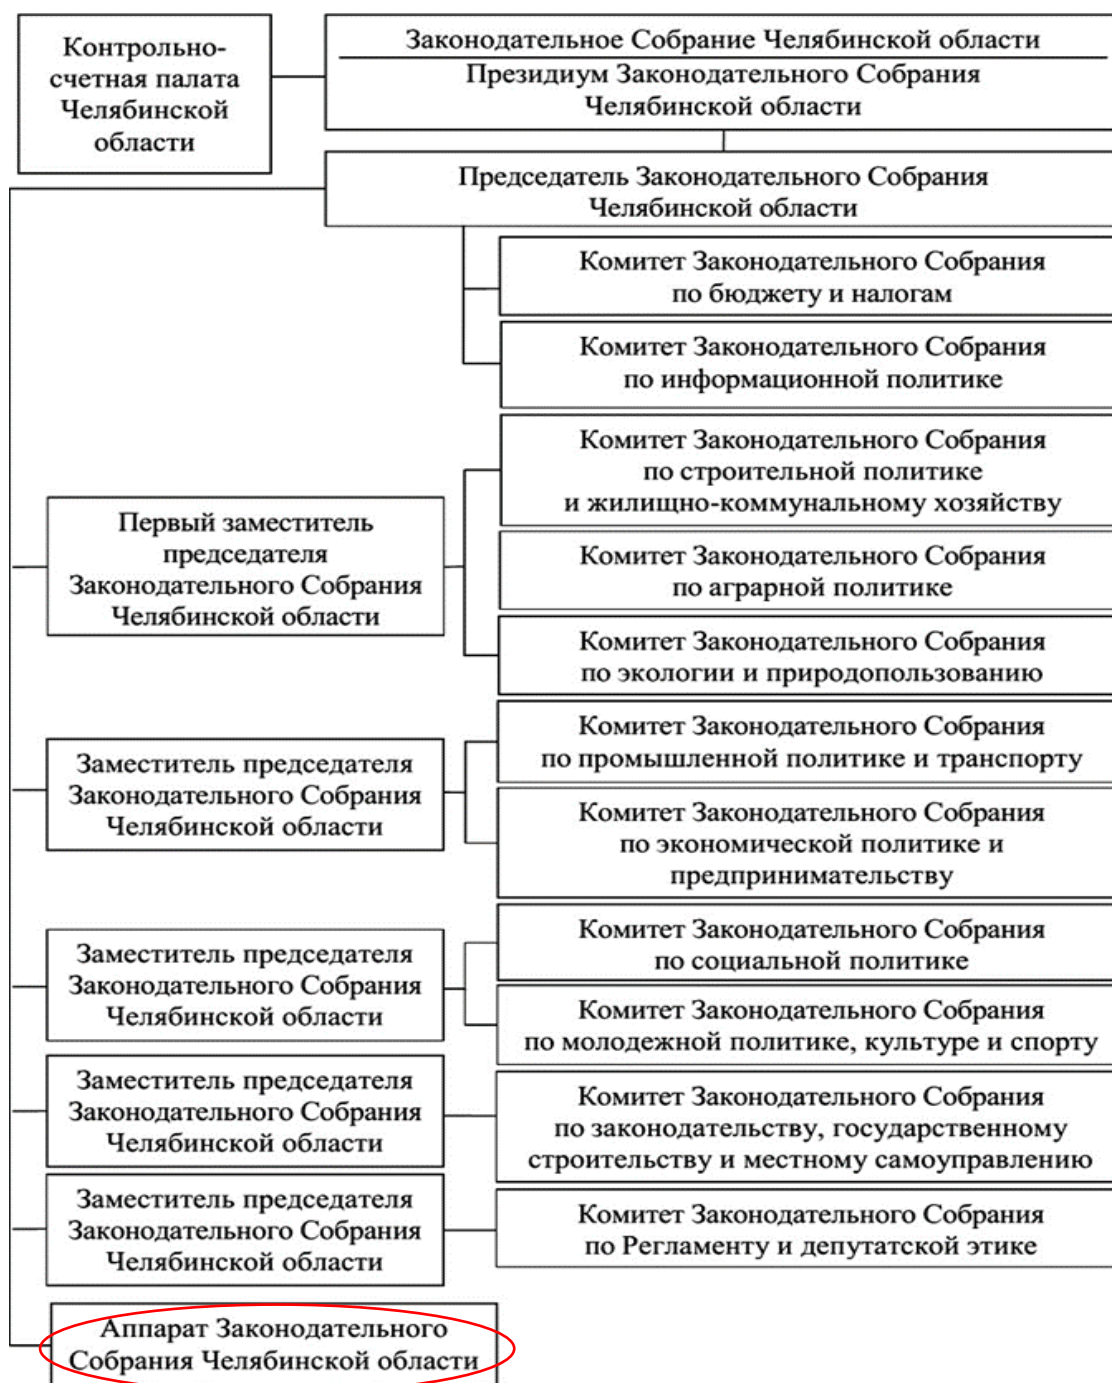 Контрольно-
счетная палата
Челябинской
области
Законодательное Собрание Челябинской области
Президиум Законодательного Собрания
Челябинской области
Председатель Законодательного Собрания
Челябинской области
Комитет Законодательного Собрания
по бюджету и налогам
Комитет Законодательного Собрания
по информационной политике
Комитет Законодательного Собрания
по строительной политике
и жилищно-коммунальному хозяйству
Первый заместитель
председателя
Законодательного Собрания
Челябинской области
Комитет Законодательного Собрания
по аграрной политике
Комитет Законодательного Собрания
по экологии и природопользованию
Заместитель председателя
Законодательного Собрания
Челябинской области
Комитет Законодательного Собрания
по промышленной политике и транспорту
Комитет Законодательного Собрания
по экономической политике и
предпринимательству
Заместитель председателя
Законодательного Собрания
Челябинской области
Комитет Законодательного Собрания
по социальной политике
Комитет Законодательного Собрания
по молодежной политике, культуре и спорту
Заместитель председателя
Законодательного Собрания
Челябинской области
Комитет Законодательного Собрания
по законодательству, государственному
строительству и местному самоуправлению
Заместитель председателя
Законодательного Собрания
Челябинской области
Комитет Законодательного Собрания
по Регламенту и депутатской этике
Аппарат Законодательного
Собрания Челябинской области